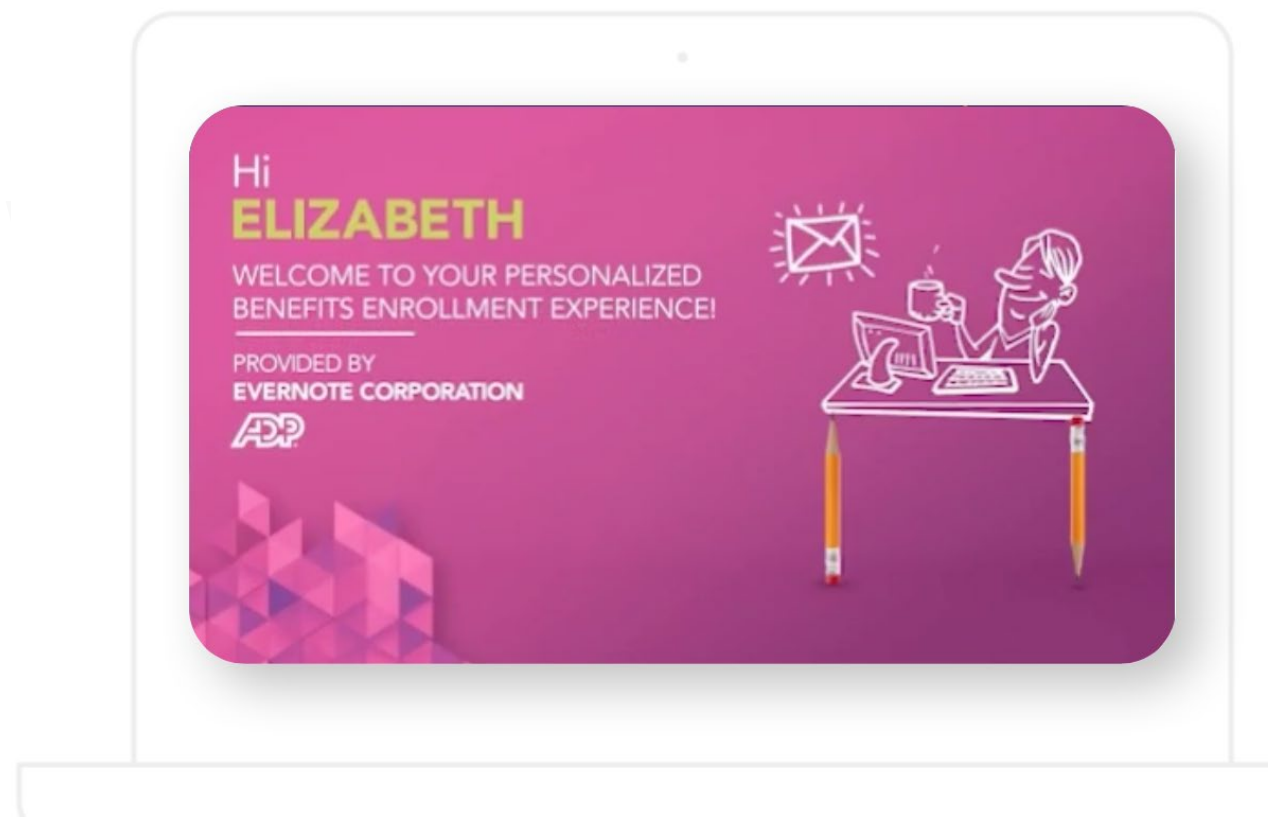 Hi
ELIZABETH
WELCOME TO YOUR PERSONALIZED
BENEFITS ENROLLMENT EXPERIENCE!
PROVIDED BY
EVERNOTE CORPORATION
ADP